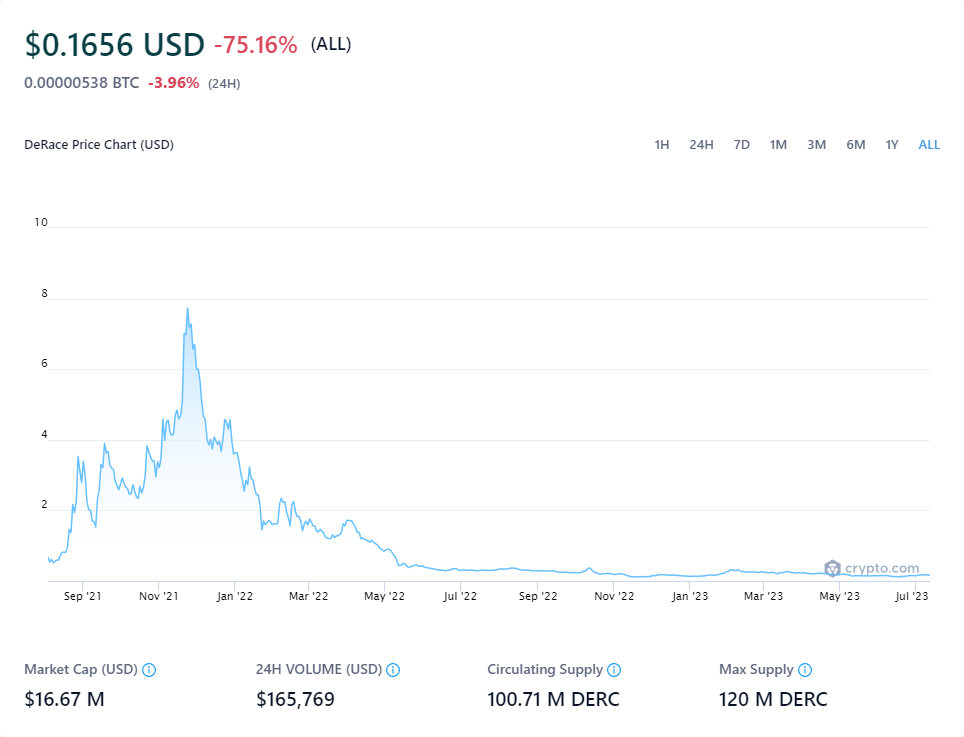 $0.1656 USD -75.16% (ALL)
0.00000538 BTC -3.96% (24H)
DeRace Price Chart (USD) 1H 24H 7D 1M 3M 6M 1Y ALL
10
8
6
4
2
crypto.com
Sep '21 Nov '21 Jan '22 Mar '22 May '22 Jul '22 Sep '22 Nov '22 Jan '23 Mar '23 May '23 Jul '23
Market Cap (USD) 24H VOLUME (USD) Circulating Supply Max Supply
$16.67 M $165,769 100.71 M DERC 120 M DERC